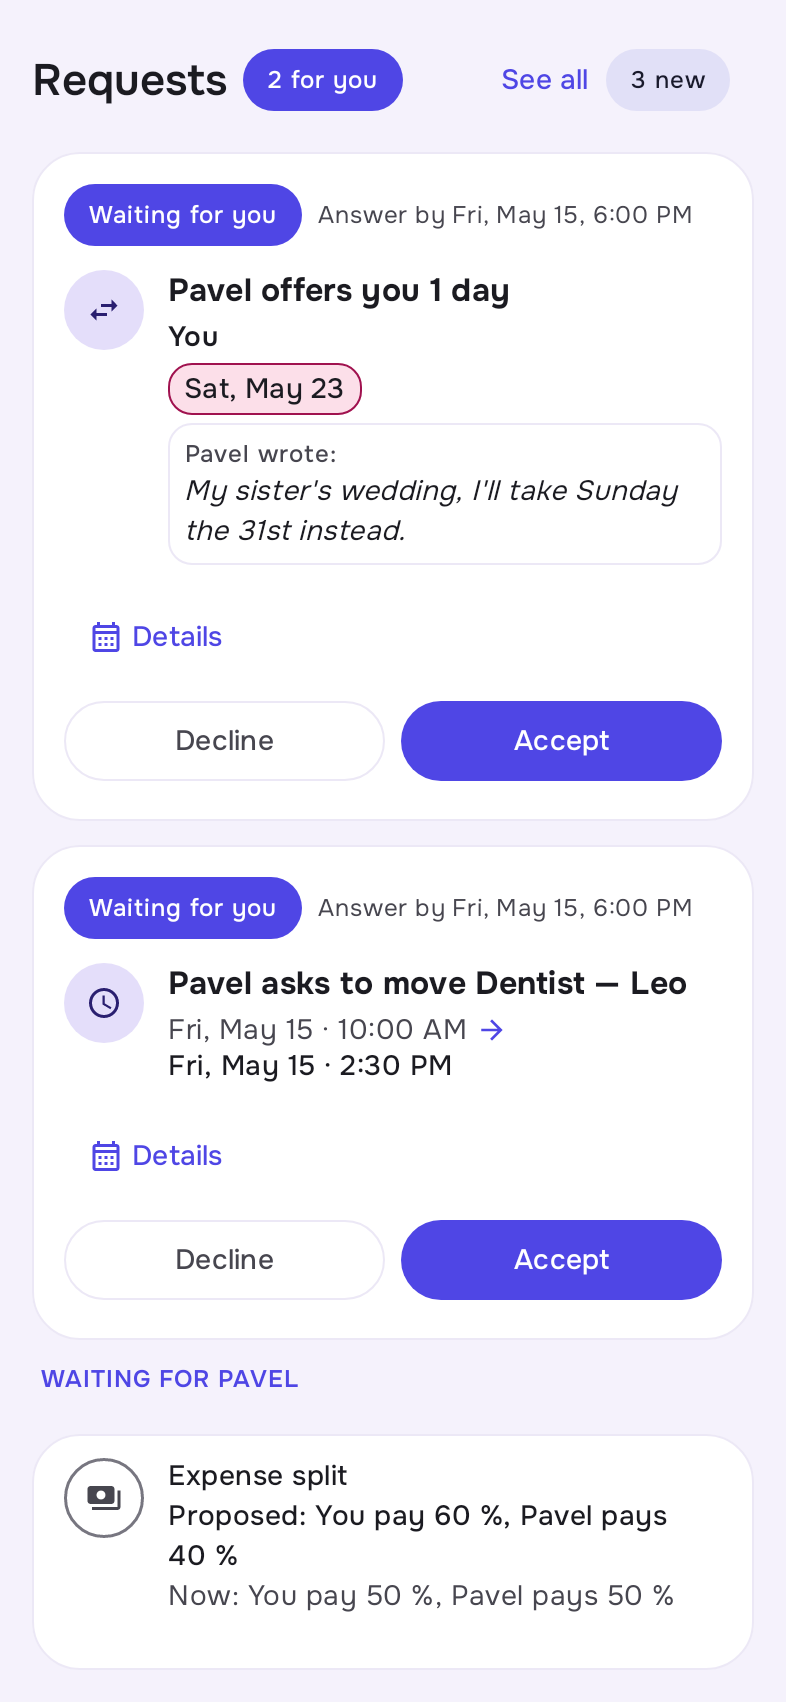 Requests 2 for you See all 3 new
Waiting for you Answer by Fri, May 15, 6:00 PM
Pavel offers you 1 day
You
Sat, May 23
Pavel wrote:
My sister's wedding, I'll take Sunday
the 31st instead.
Details
Decline Accept
Waiting for you Answer by Fri, May 15, 6:00 PM
Pavel asks to move Dentist — Leo
Fri, May 15 · 10:00 AM →
Fri, May 15 · 2:30 PM
Details
Decline Accept
WAITING FOR PAVEL
Expense split
Proposed: You pay 60 %, Pavel pays
40 %
Now: You pay 50 %, Pavel pays 50 %